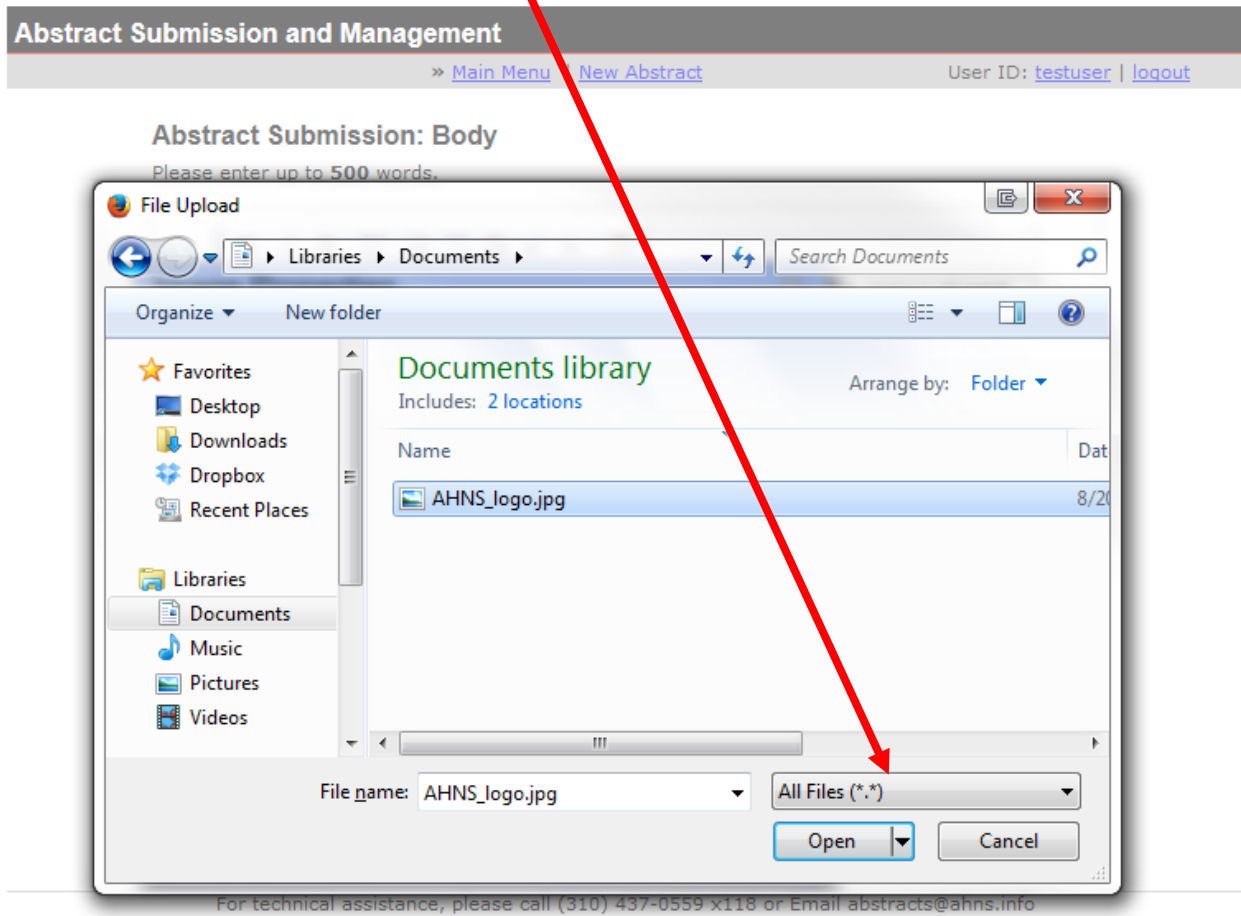 Abstract Submission and Management
» Main Menu | New Abstract User ID: testuser | logout
Abstract Submission: Body
Please enter up to 500 words.
File Upload
Libraries Documents Search Documents
Organize New folder
Favorites
Desktop
Downloads
Dropbox
Recent Places
Libraries
Documents
Music
Pictures
Videos
Documents library
Includes: 2 locations
Arrange by: Folder
Name Dat
AHNS_logo.jpg 8/20
File name: AHNS_logo.jpg All Files (*.*)
Open Cancel
For technical assistance, please call (310) 437-0559 x118 or Email abstracts@ahns.info